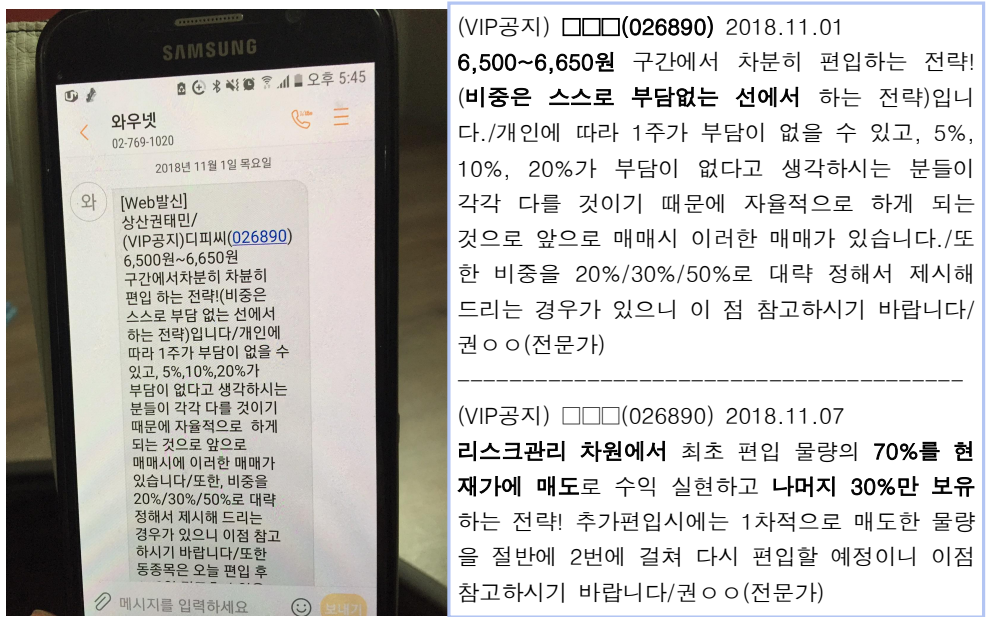 SAMSUNG
오후 5:45
와우넷
02-769-1020
2018년 11월 1일 목요일
와
[Web발신]
상산권태민/
(VIP공지)디피씨(026890)
6,500원~6,650원
구간에서차분히 차뷴히
편입 하는 전략!(비중은
스스로 부담 없는 선에서
하는 전략)입니다/개인에
따라 1주가 부담이 없을 수
있고, 5%,10%,20%가
부담이 없다고 생각하시는
분들이 각각 다를 것이기
때문에 자율적으로 하게
되는 것으로 앞으로
매매시에 이러한 매매가
있습니다/또한, 비중을
20%/30%/50%로 대략
정해서 제시해 드리는
경우가 있으니 이점 참고
하시기 바랍니다/또한
동종목은 오늘 편입 후
메시지를 입력하세요
보내기
(VIP공지) □□□(026890) 2018.11.01
6,500~6,650원 구간에서 차분히 편입하는 전략!
(비중은 스스로 부담없는 선에서 하는 전략)입니
다./개인에 따라 1주가 부담이 없을 수 있고, 5%,
10%, 20%가 부담이 없다고 생각하시는 분들이
각각 다를 것이기 때문에 자율적으로 하게 되는
것으로 앞으로 매매시 이러한 매매가 있습니다./또
한 비중을 20%/30%/50%로 대략 정해서 제시해
드리는 경우가 있으니 이 점 참고하시기 바랍니다/
권ㅇㅇ(전문가)
---------------------------------------
(VIP공지) □□□(026890) 2018.11.07
리스크관리 차원에서 최초 편입 물량의 70%를 현
재가에 매도로 수익 실현하고 나머지 30%만 보유
하는 전략! 추가편입시에는 1차적으로 매도한 물량
을 절반에 2번에 걸쳐 다시 편입할 예정이니 이점
참고하시기 바랍니다/권ㅇㅇ(전문가)